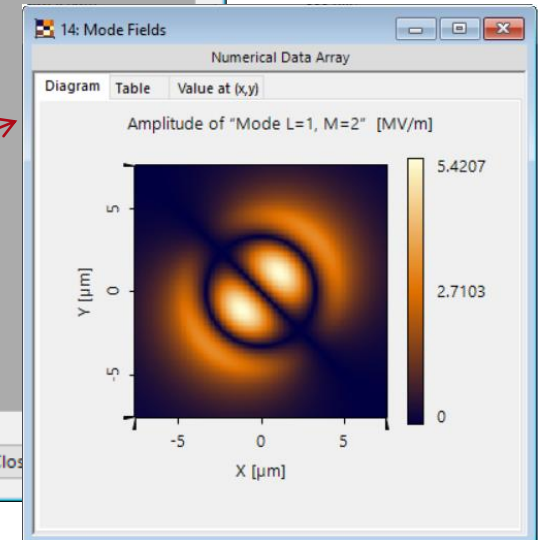 14: Mode Fields
Numerical Data Array
Diagram Table Value at (x,y)
Amplitude of "Mode L=1, M=2" [MV/m]
5.4207
2.7103
0
Y [µm]
5
0
-5
-5 0 5
X [µm]
Clos